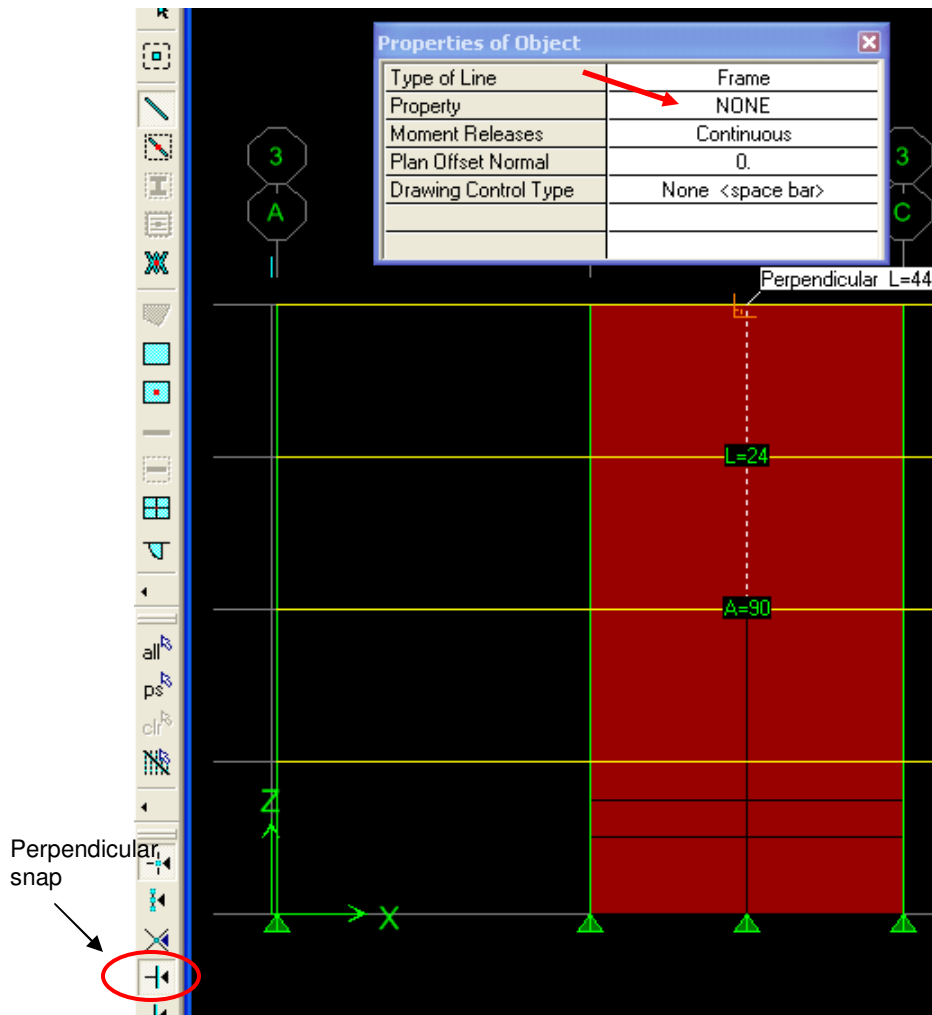 Properties of Object
Type of Line Frame
Property NONE
Moment Releases Continuous
Plan Offset Normal 0.
Drawing Control Type None <space bar>
3
A
3
C
Perpendicular L=44
L=24
A=90
all
ps
clr
Z
X
Perpendicular
snap